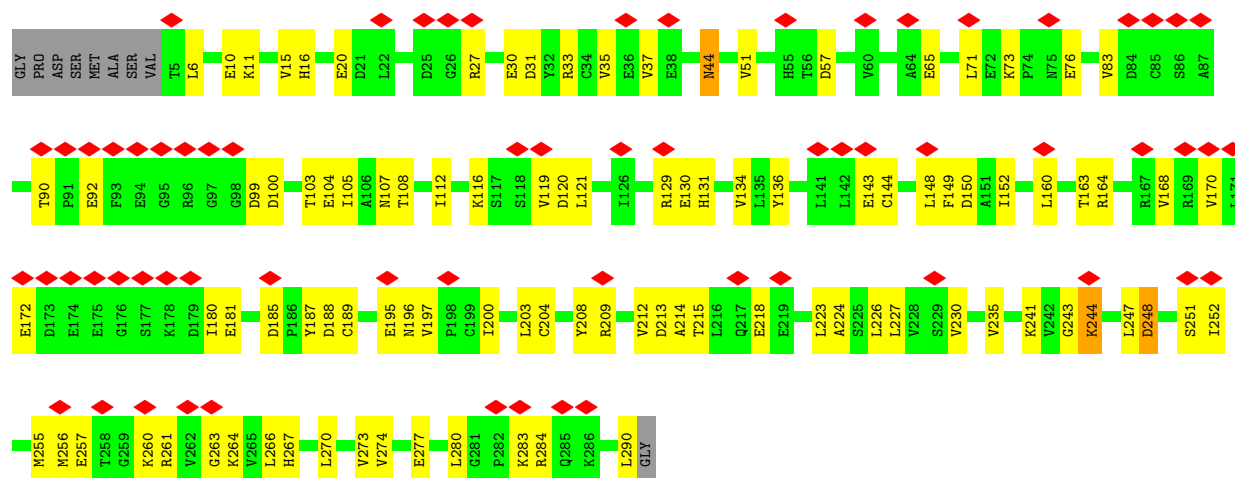 GLY PRO ASP SER MET ALA SER VAL T5 L6 E10 K11 V15 H16 E20 D21 L22 D25 G26 R27 E30 D31 Y32 R33 C34 V35 E36 V37 E38 N44 V51 H55 T56 D57 V60 A64 E65 L71 E72 K73 P74 N75 E76 V83 D84 C85 S86 A87
T90 P91 E92 F93 E94 G95 R96 G97 G98 D99 D100 T103 E104 I105 A106 N107 T108 I112 K116 S117 S118 V119 D120 L121 I126 R129 E130 H131 V134 L135 Y136 L141 L142 E143 C144 L148 F149 D150 A151 I152 L160 T163 R164 R167 V168 R169 V170 L171
E172 D173 E174 E175 G176 S177 K178 D179 I180 E181 D185 P186 Y187 D188 C189 E195 N196 V197 P198 C199 I200 L203 C204 Y208 R209 V212 D213 A214 T215 L216 Q217 E218 E219 L223 A224 S225 L226 L227 V228 S229 V230 V235 K241 V242 G243 K244 L247 D248 S251 I252
M255 M256 E257 T258 G259 K260 R261 V262 G263 K264 V265 L266 H267 L270 V273 V274 E277 L280 G281 P282 K283 R284 Q285 K286 L290 GLY